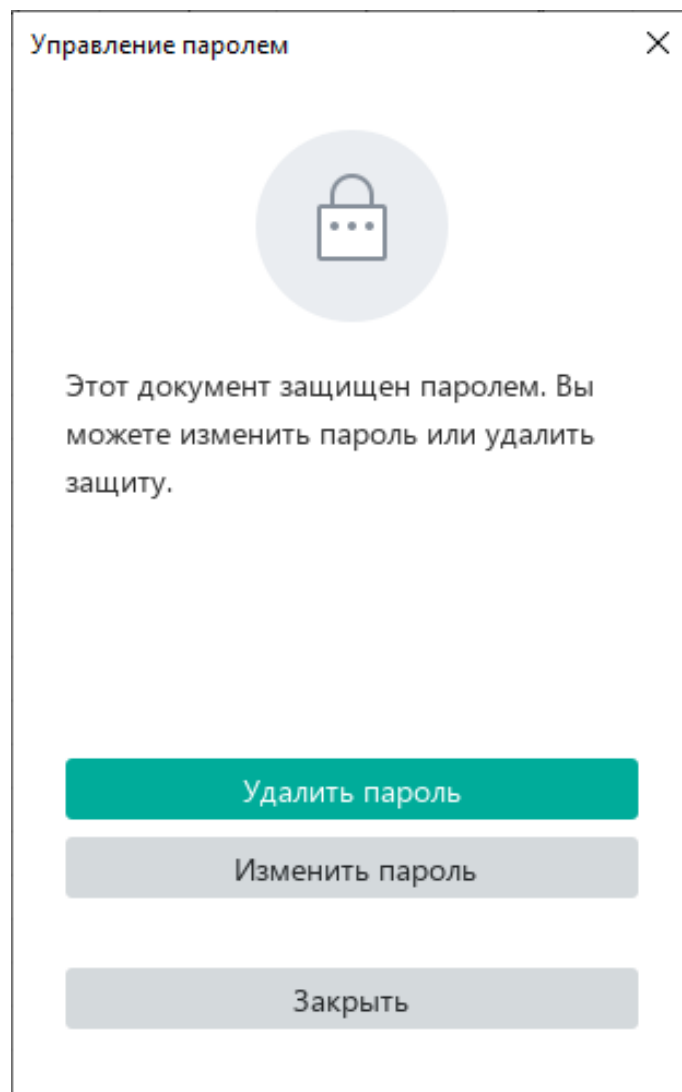 Управление паролем
Этот документ защищен паролем. Вы
можете изменить пароль или удалить
защиту.
Удалить пароль
Изменить пароль
Закрыть